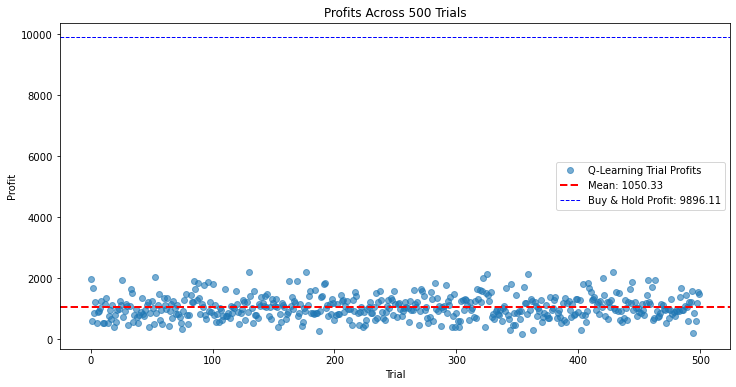 Profits Across 500 Trials
10000
8000
6000
4000
2000
0
Profit
Q-Learning Trial Profits
Mean: 1050.33
Buy & Hold Profit: 9896.11
0 100 200 300 400 500
Trial